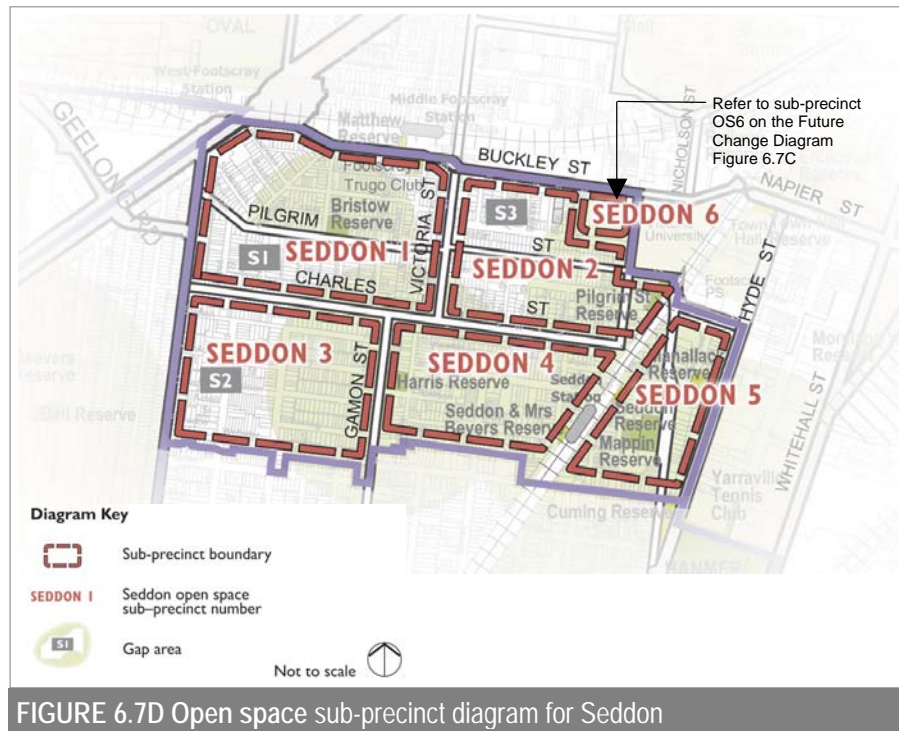 OVAL
West Footscray
Station
Middle Footscray
Station
Matthew
Reserve
Refer to sub-precinct
OS6 on the Future
Change Diagram
Figure 6.7C
GEELONG RD
BUCKLEY ST
NICHOLSON ST
NAPIER ST
Footscray
Trugo Club
Bristow
Reserve
VICTORIA ST
S3
SEDDON 6
University
Hall Reserve
PILGRIM
ST
S1
SEDDON 1
SEDDON 2
Footscray
PS
HYDE ST
CHARLES
ST
Pilgrim St
Reserve
SEDDON 3
S2
GAMON ST
SEDDON 4
Harris Reserve
Seddon
Station
Seddon & Mrs
Beyers Reserv
Reserve
SEDDON 5
Seddon
Reserve
Mappin
Reserve
WHITEHALL ST
Reserve
Yarraville
Tennis
Club
Cuming Reserve
Diagram Key
Sub-precinct boundary
SEDDON 1
Seddon open space
sub-precinct number
S1
Gap area
Not to scale
FIGURE 6.7D Open space sub-precinct diagram for Seddon